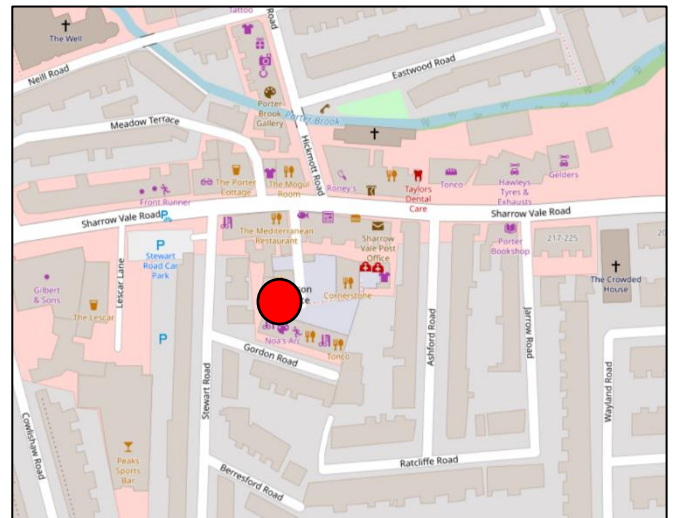 Tattoo
Road
The Well
Neill Road
Eastwood Road
Porter
Brook
Gallery
Porter Brook
Meadow Terrace
Hickmott Road
The Porter
Cottage
The Mogul
Room
Roney's
Taylors
Dental
Care
Tonco
Hawleys
Tyres &
Exhausts
Gelders
Front Runner
Sharrow Vale Road
Sharrow Vale Road
P
Stewart
Road Car
Park
The Mediterranean
Restaurant
Sharrow
Vale Post
Office
Porter
Bookshop
217-225
20
The Crowded
House
Gilbert
& Sons
The Lescar
Lescar Lane
Cornerstone
son
Noa's Arc
Tonco
Gordon Road
P
Stewart Road
Ashford Road
Jarrow Road
Wayland Road
Cowlishaw Road
Peaks
Sports
Bar
Berresford Road
Ratcliffe Road